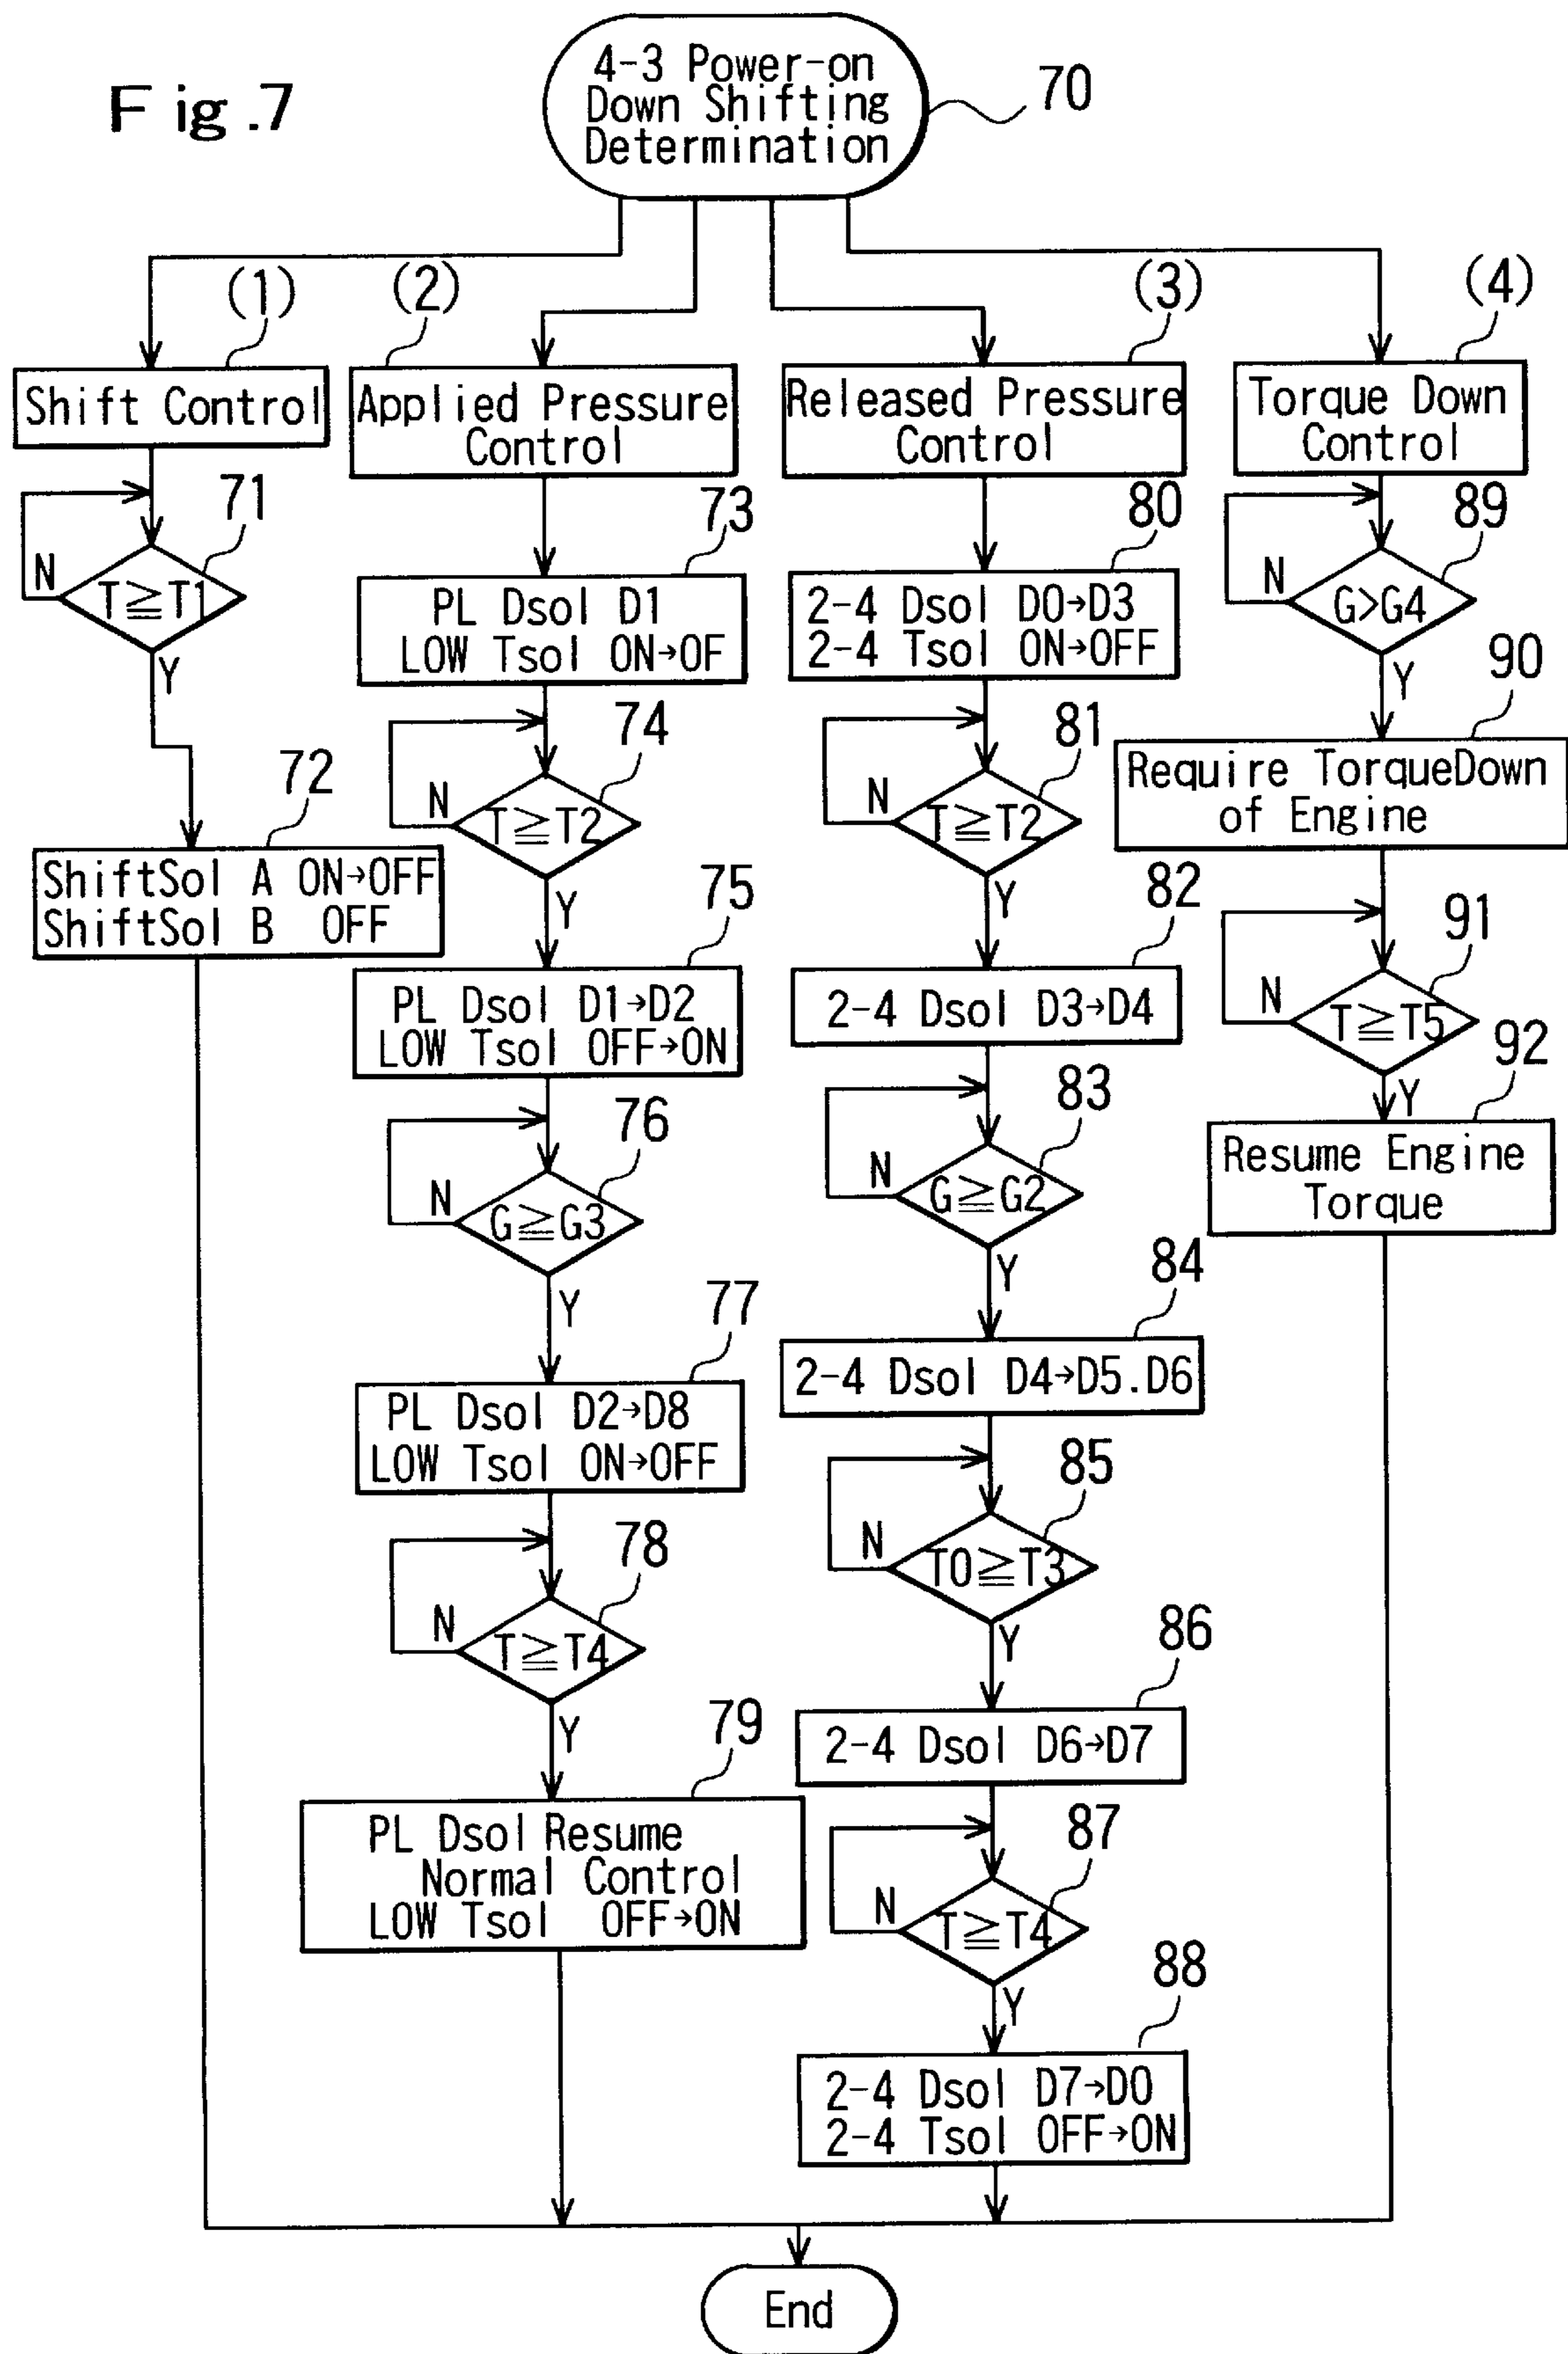 Fig.7
4-3 Power-on
Down Shifting
Determination
70
(1)
Shift Control
71
N
T≧T1
Y
72
ShiftSol A ON→OFF
ShiftSol B OFF
(2)
Applied Pressure
Control
73
PL Dsol D1
LOW Tsol ON→OF
74
N
T≧T2
Y
75
PL Dsol D1→D2
LOW Tsol OFF→ON
76
N
G≧G3
Y
77
PL Dsol D2→D8
LOW Tsol ON→OFF
78
N
T≧T4
Y
79
PL Dsol Resume
Normal Control
LOW Tsol OFF→ON
(3)
Released Pressure
Control
80
2-4 Dsol D0→D3
2-4 Tsol ON→OFF
81
N
T≧T2
Y
82
2-4 Dsol D3→D4
83
N
G≧G2
Y
84
2-4 Dsol D4→D5.D6
85
N
T0≧T3
Y
86
2-4 Dsol D6→D7
87
N
T≧T4
Y
88
2-4 Dsol D7→D0
2-4 Tsol OFF→ON
(4)
Torque Down
Control
89
N
G>G4
Y
90
Require TorqueDown
of Engine
91
N
T≧T5
Y
92
Resume Engine
Torque
End